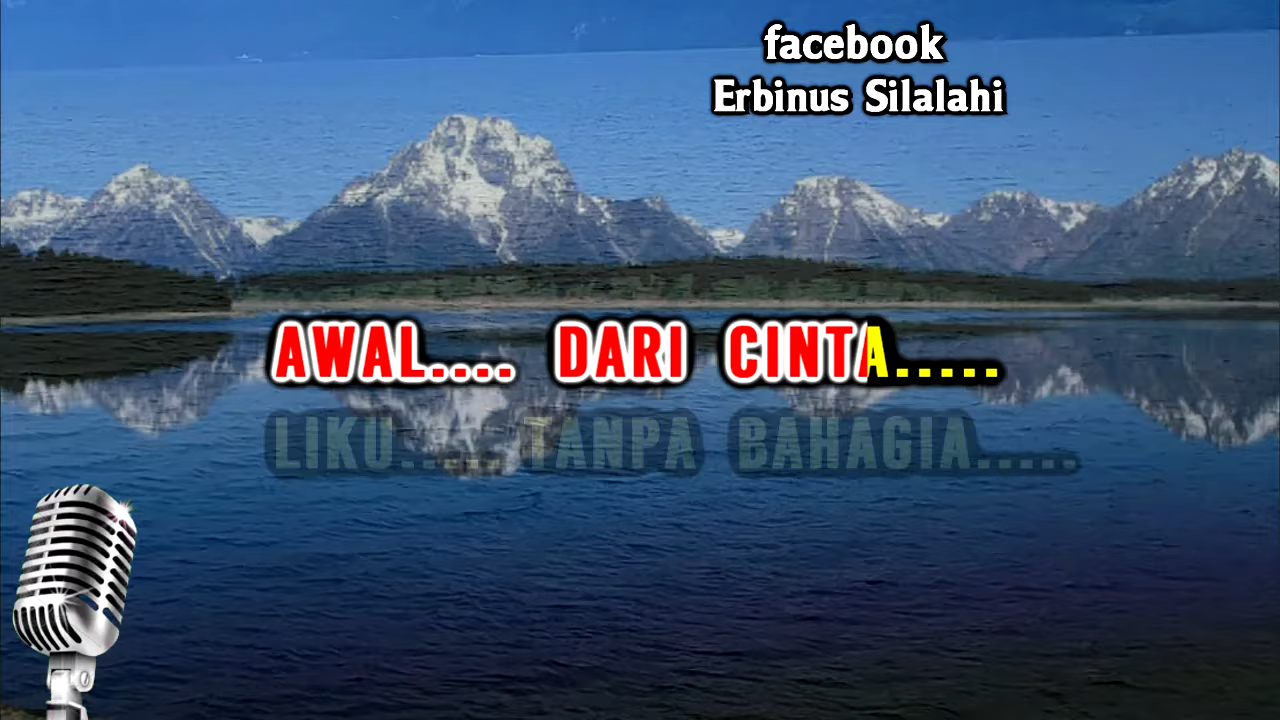 facebook
Erbinus Silalahi
AWAL.... DARI CINTA.....
LIKU..... TANPA BAHAGIA.....